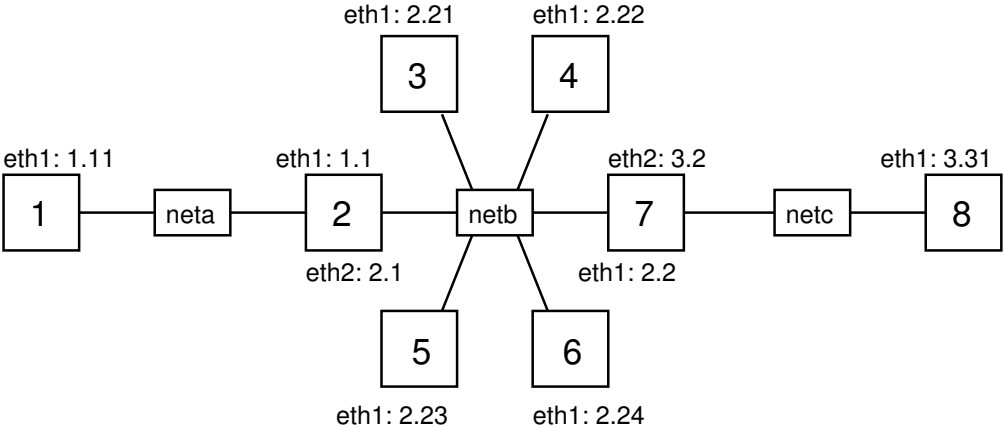 eth1: 2.21
eth1: 2.22
3
4
eth1: 1.11
eth1: 1.1
eth2: 3.2
eth1: 3.31
1
neta
2
netb
7
netc
8
eth2: 2.1
eth1: 2.2
5
6
eth1: 2.23
eth1: 2.24